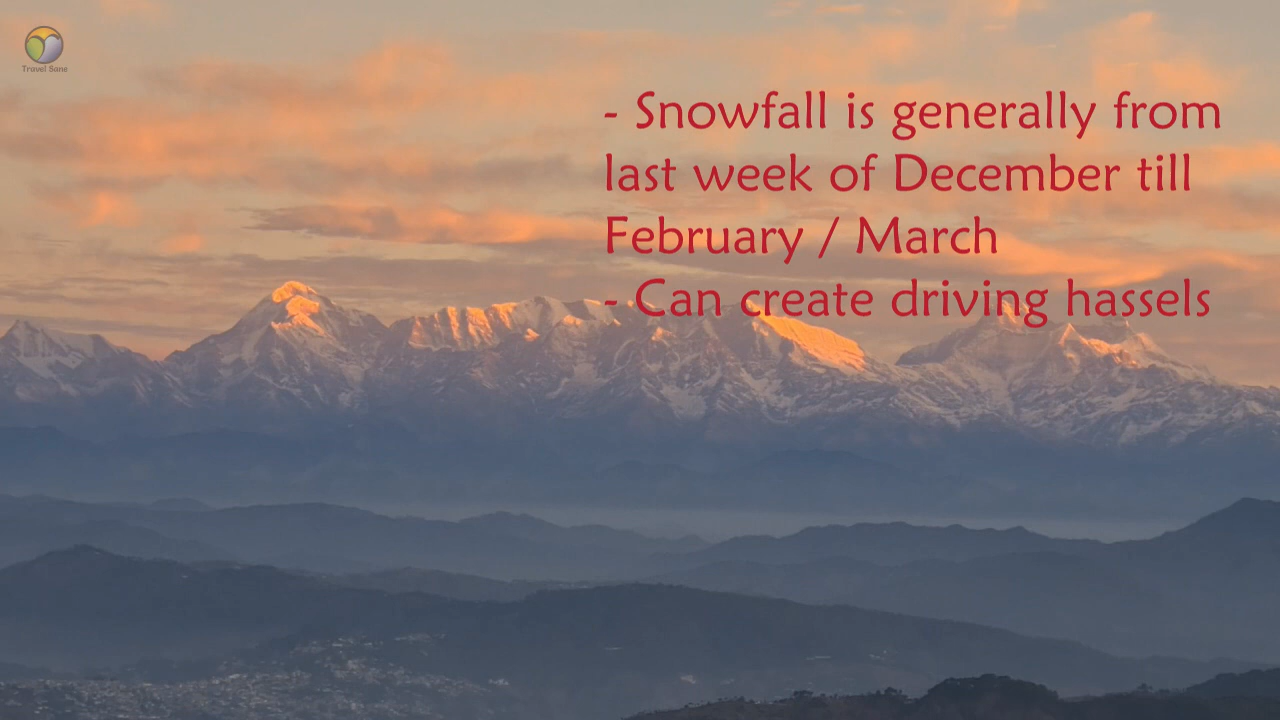 Travel Sane
- Snowfall is generally from
last week of December till
February / March
- Can create driving hassels